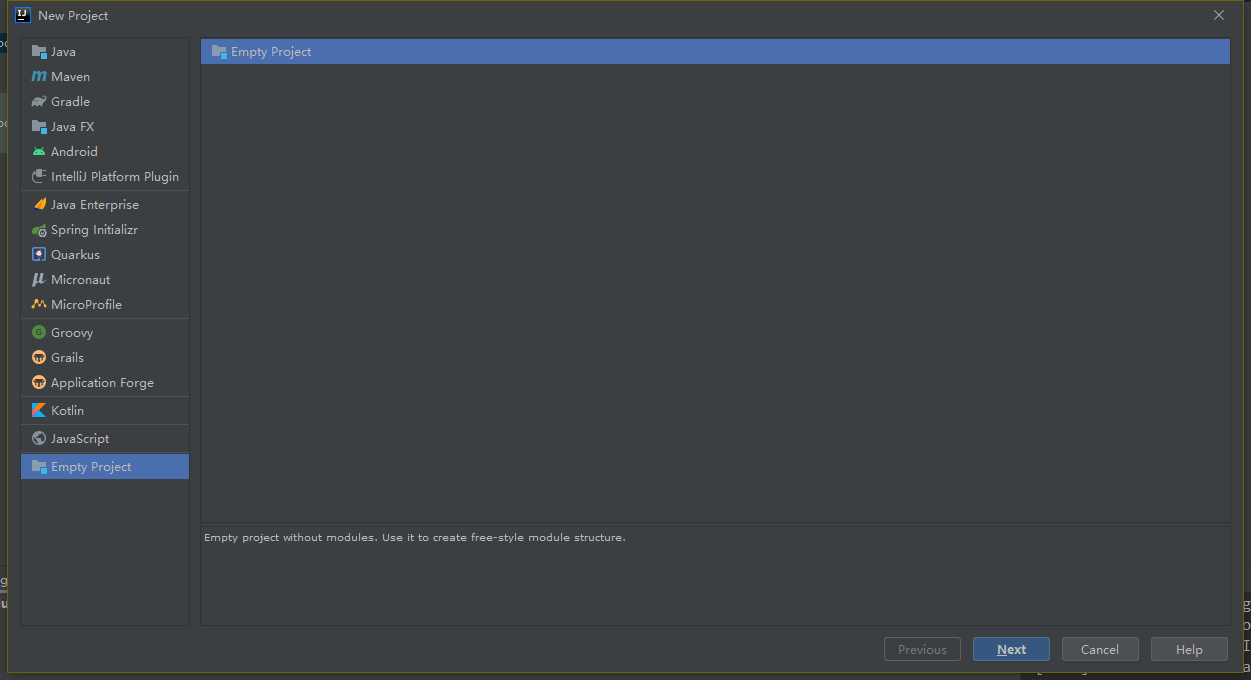 New Project
Java
Maven
Gradle
Java FX
Android
IntelliJ Platform Plugin
Java Enterprise
Spring Initializr
Quarkus
Micronaut
MicroProfile
Groovy
Grails
Application Forge
Kotlin
JavaScript
Empty Project
Empty Project
Empty project without modules. Use it to create free-style module structure.
Previous
Next
Cancel
Help